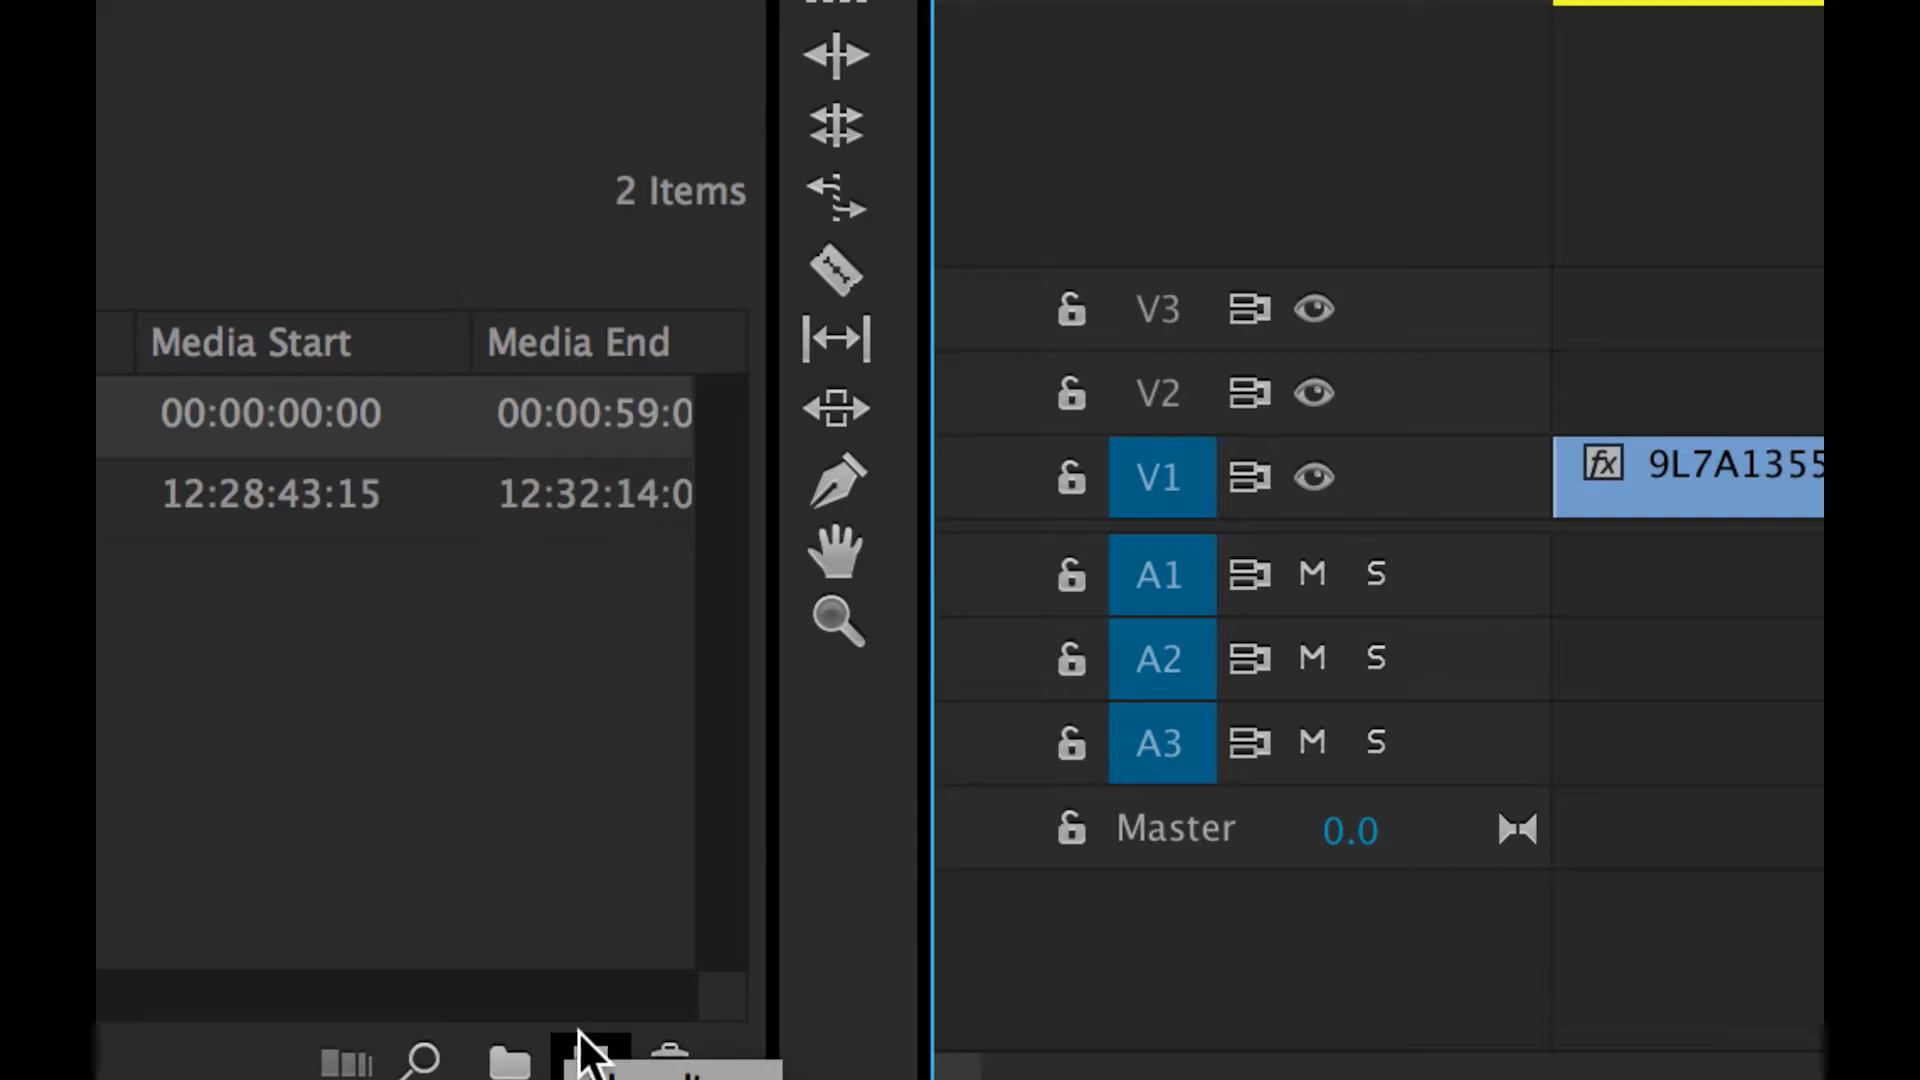 2 Items
Media Start Media End
00:00:00:00 00:00:59:0
12:28:43:15 12:32:14:0
V3
V2
V1 fx 9L7A1355
A1 M S
A2 M S
A3 M S
Master 0.0